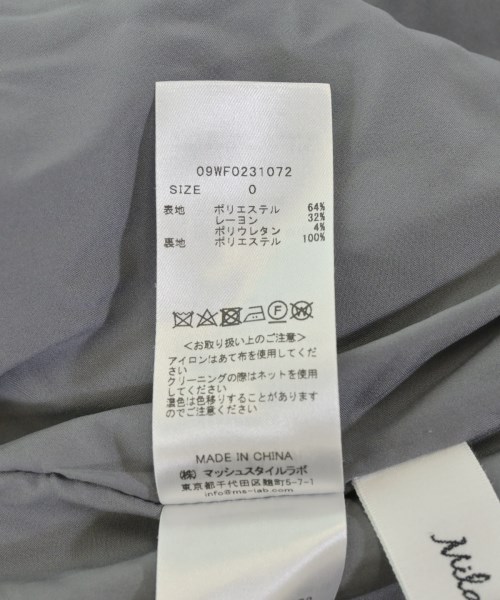 09WF0231072
SIZE 0
表地 ポリエステル 64%
レーヨン 32%
ポリウレタン 4%
裏地 ポリエステル 100%
F W
<お取り扱い上のご注意>
アイロンはあて布を使用してくだ
さい
クリーニングの際はネットを使用
してください
濃色は色移りすることがあります
のでご注意ください
MADE IN CHINA
(株)マッシュスタイルラボ
東京都千代田区麹町5-7-1
info@ms-lab.com